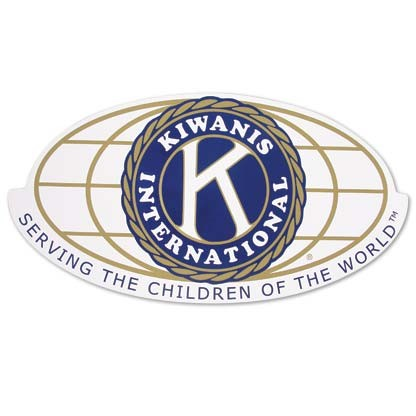 KIWANIS
K
INTERNATIONAL
®
SERVING THE CHILDREN OF THE WORLD™